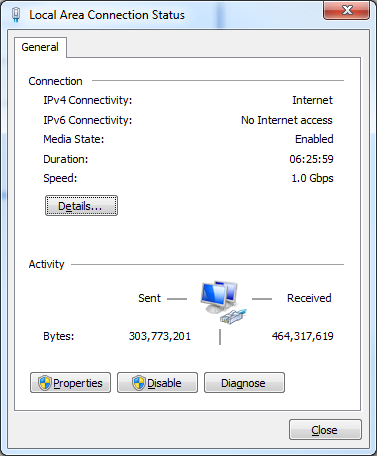 Local Area Connection Status
General
Connection
IPv4 Connectivity: Internet
IPv6 Connectivity: No Internet access
Media State: Enabled
Duration: 06:25:59
Speed: 1.0 Gbps
Details...
Activity
Sent Received
Bytes: 303,773,201 464,317,619
Properties Disable Diagnose
Close